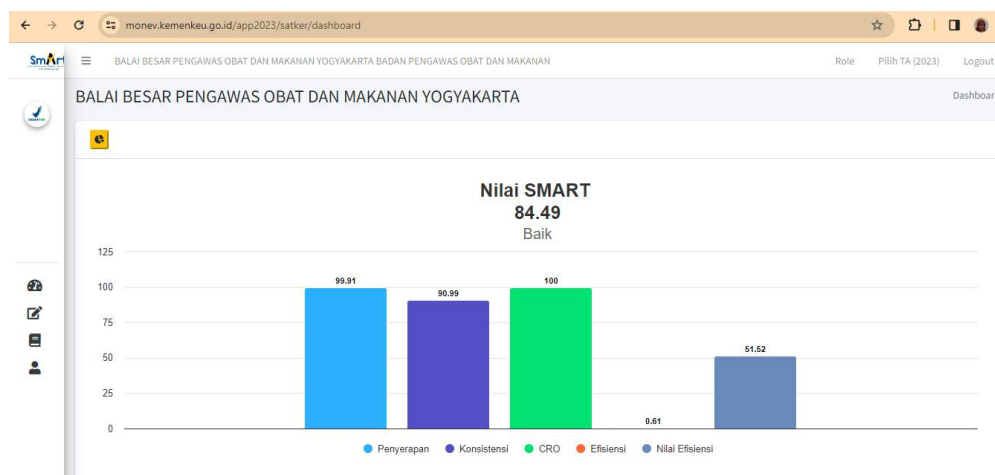 monev.kemenkeu.go.id/app2023/satker/dashboard
SmArt
BALAI BESAR PENGAWAS OBAT DAN MAKANAN YOGYAKARTA BADAN PENGAWAS OBAT DAN MAKANAN
Role
Pilih TA (2023)
Logout
BALAI BESAR PENGAWAS OBAT DAN MAKANAN YOGYAKARTA
Dashboar
Nilai SMART
84.49
Baik
125
100
75
50
25
0
99.91
90.99
100
0.61
51.52
Penyerapan
Konsistensi
CRO
Efisiensi
Nilai Efisiensi